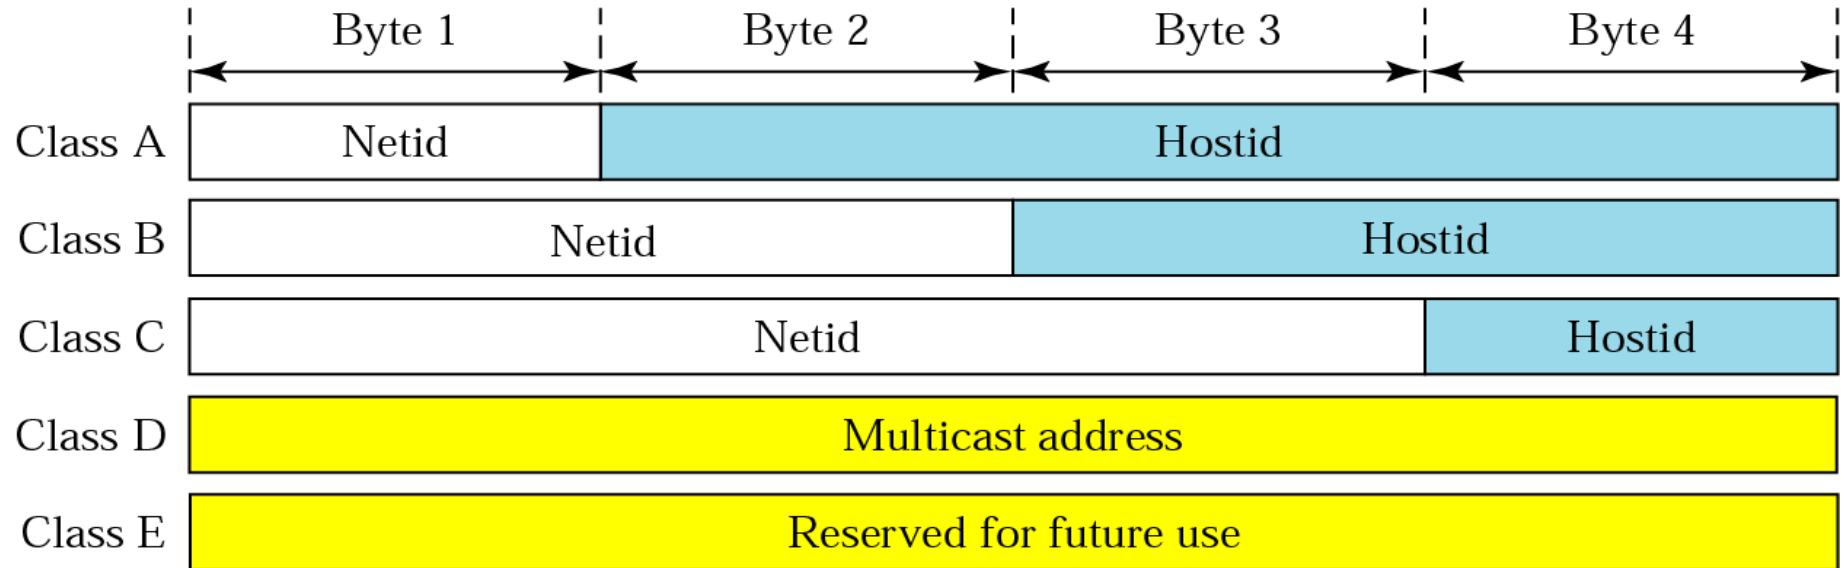 Byte 1 Byte 2 Byte 3 Byte 4
Class A Netid Hostid
Class B Netid Hostid
Class C Netid Hostid
Class D Multicast address
Class E Reserved for future use